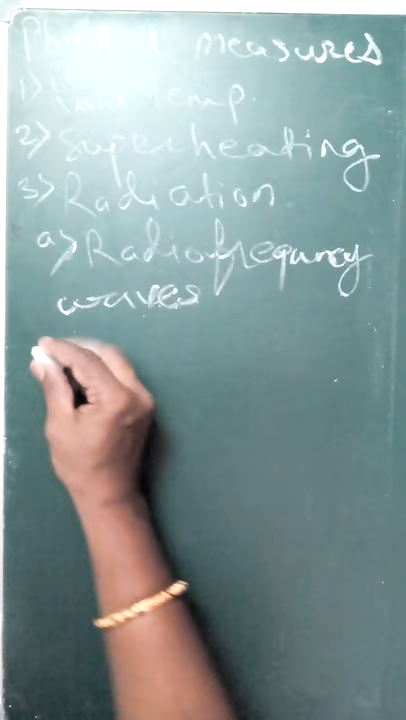 measures
1) Temp.
2) Superheating
3) Radiation
a) Radiofrequency
waves